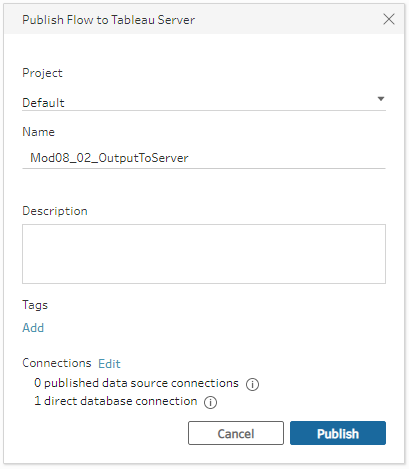 Publish Flow to Tableau Server
Project
Default
Name
Mod08_02_OutputToServer
Description
Tags
Add
Connections Edit
0 published data source connections
1 direct database connection
Cancel Publish